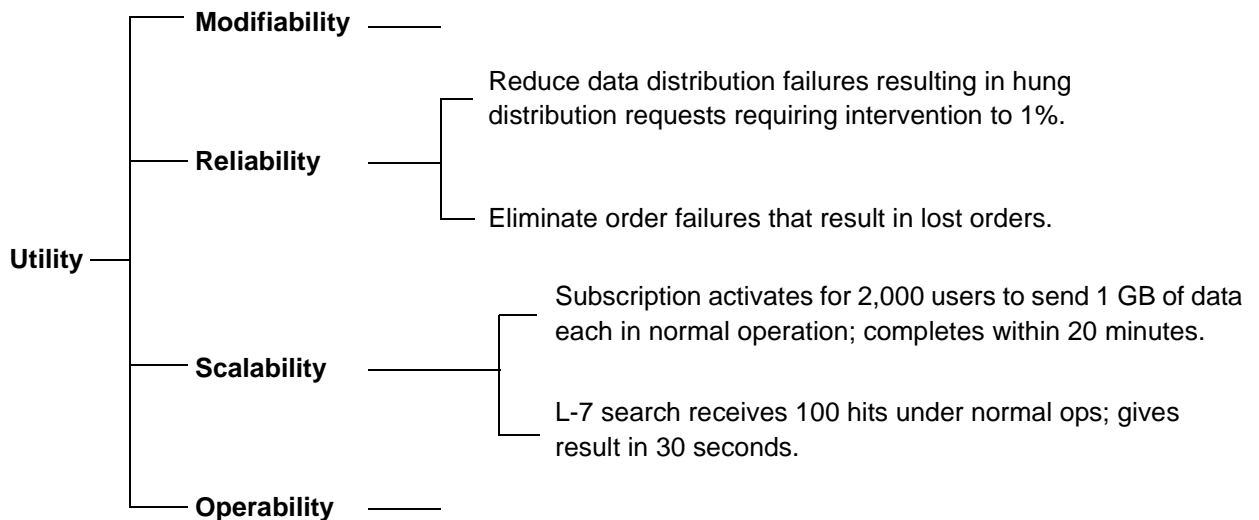 Modifiability
Reduce data distribution failures resulting in hung
distribution requests requiring intervention to 1%.
Reliability
Eliminate order failures that result in lost orders.
Utility
Subscription activates for 2,000 users to send 1 GB of data
each in normal operation; completes within 20 minutes.
Scalability
L-7 search receives 100 hits under normal ops; gives
result in 30 seconds.
Operability